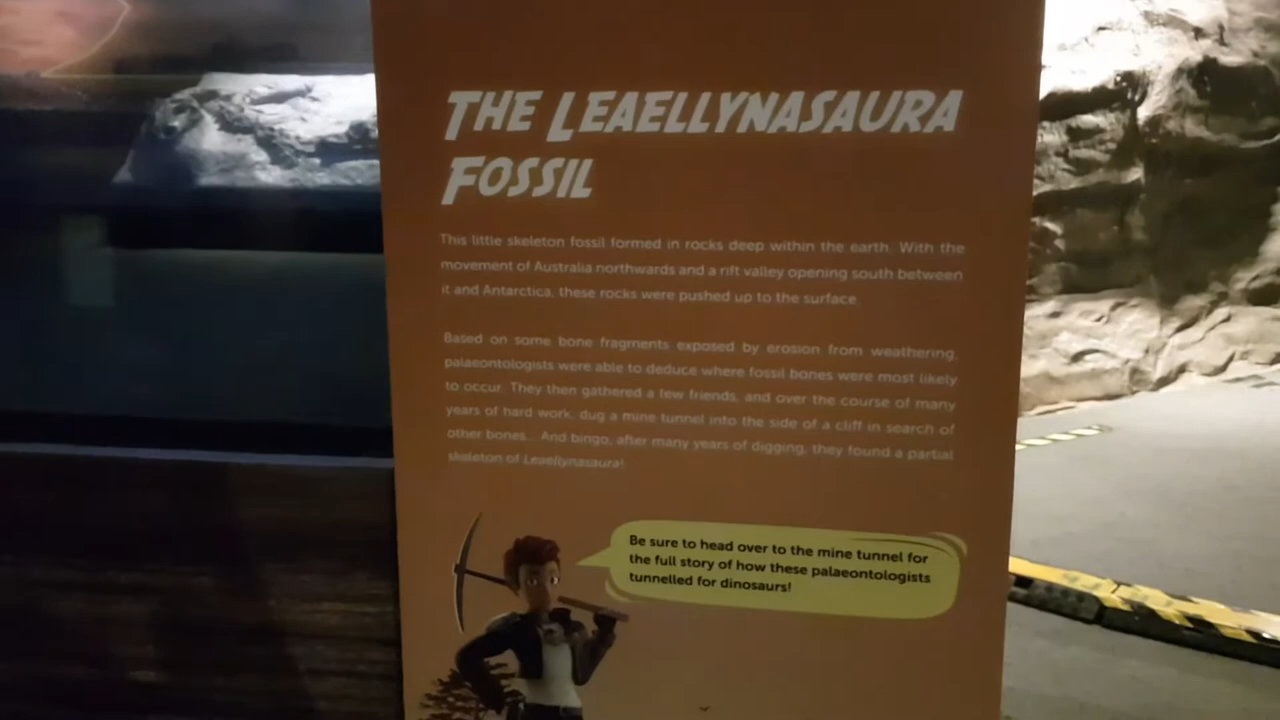 THE LEAELLYNASAURA
FOSSIL
This little skeleton fossil formed in rocks deep within the earth. With the
movement of Australia northwards and a rift valley opening south between
it and Antarctica, these rocks were pushed up to the surface.
Based on some bone fragments exposed by erosion from weathering,
palaeontologists were able to deduce where fossil bones were most likely
to occur. They then gathered a few friends, and over the course of many
years of hard work, dug a mine tunnel into the side of a cliff in search of
other bones... And bingo, after many years of digging, they found a partial
skeleton of Leaellynasaura!
Be sure to head over to the mine tunnel for
the full story of how these palaeontologists
tunnelled for dinosaurs!